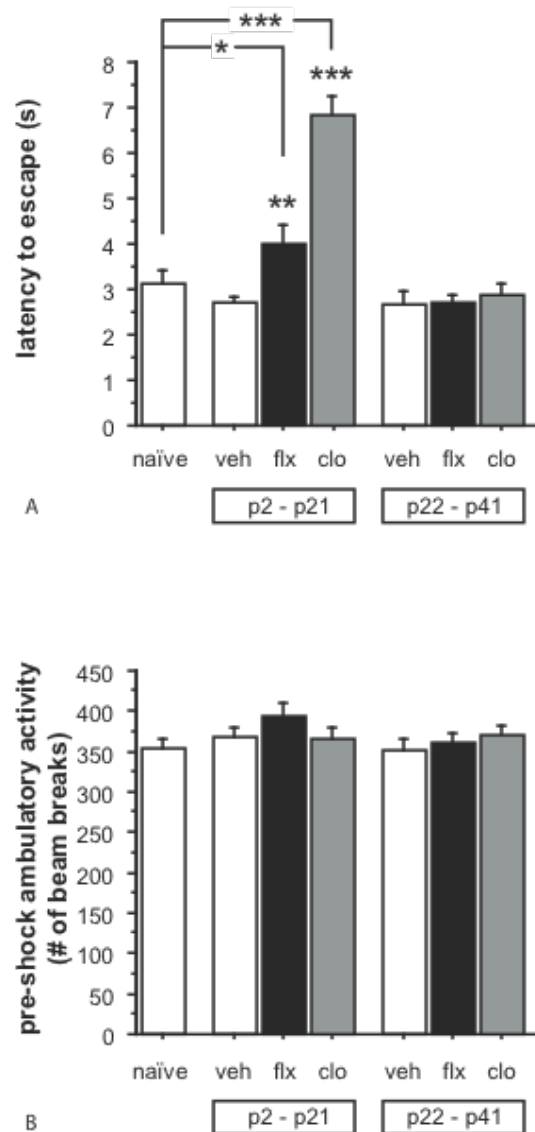 ***
*
***
**
latency to escape (s)
8
7
6
5
4
3
2
1
0
naïve veh flx clo veh flx clo
p2 - p21 p22 - p41
A
pre-shock ambulatory activity
(# of beam breaks)
450
400
350
300
250
200
150
100
50
0
naïve veh flx clo veh flx clo
p2 - p21 p22 - p41
B